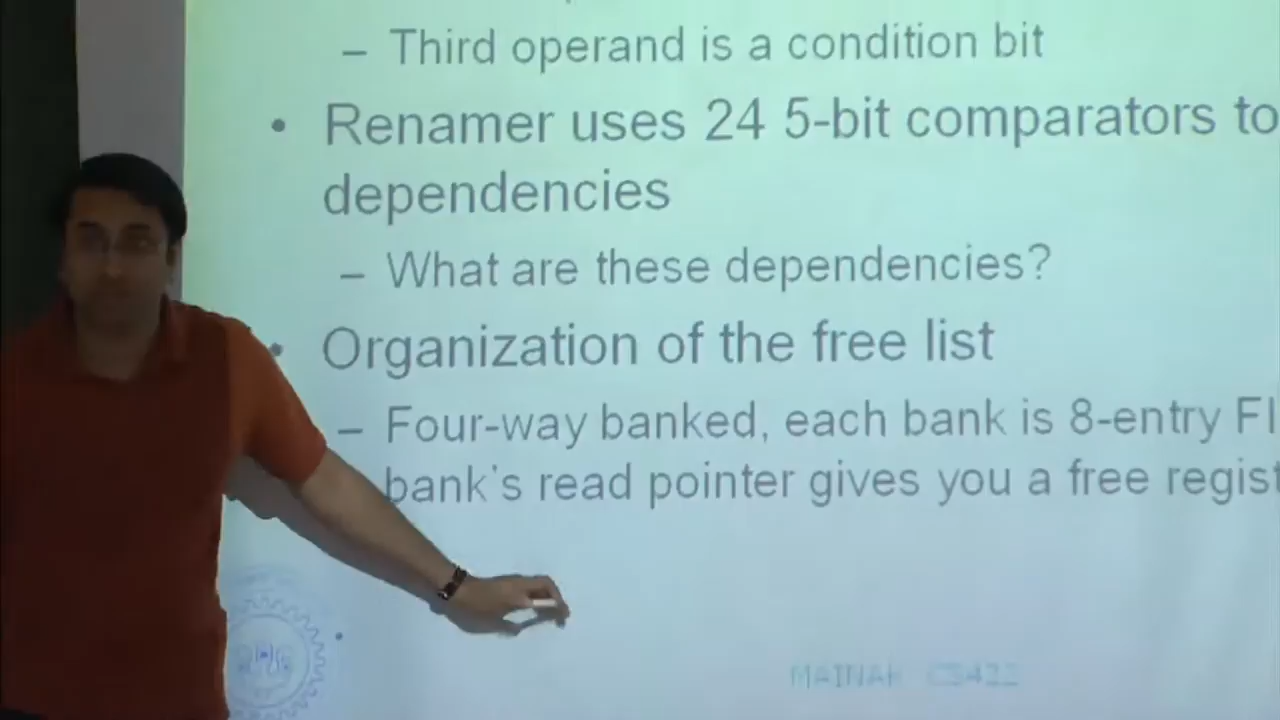 – Third operand is a condition bit
• Renamer uses 24 5-bit comparators to
dependencies
– What are these dependencies?
• Organization of the free list
– Four-way banked, each bank is 8-entry
bank's read pointer gives you a free
MAINAK CS422